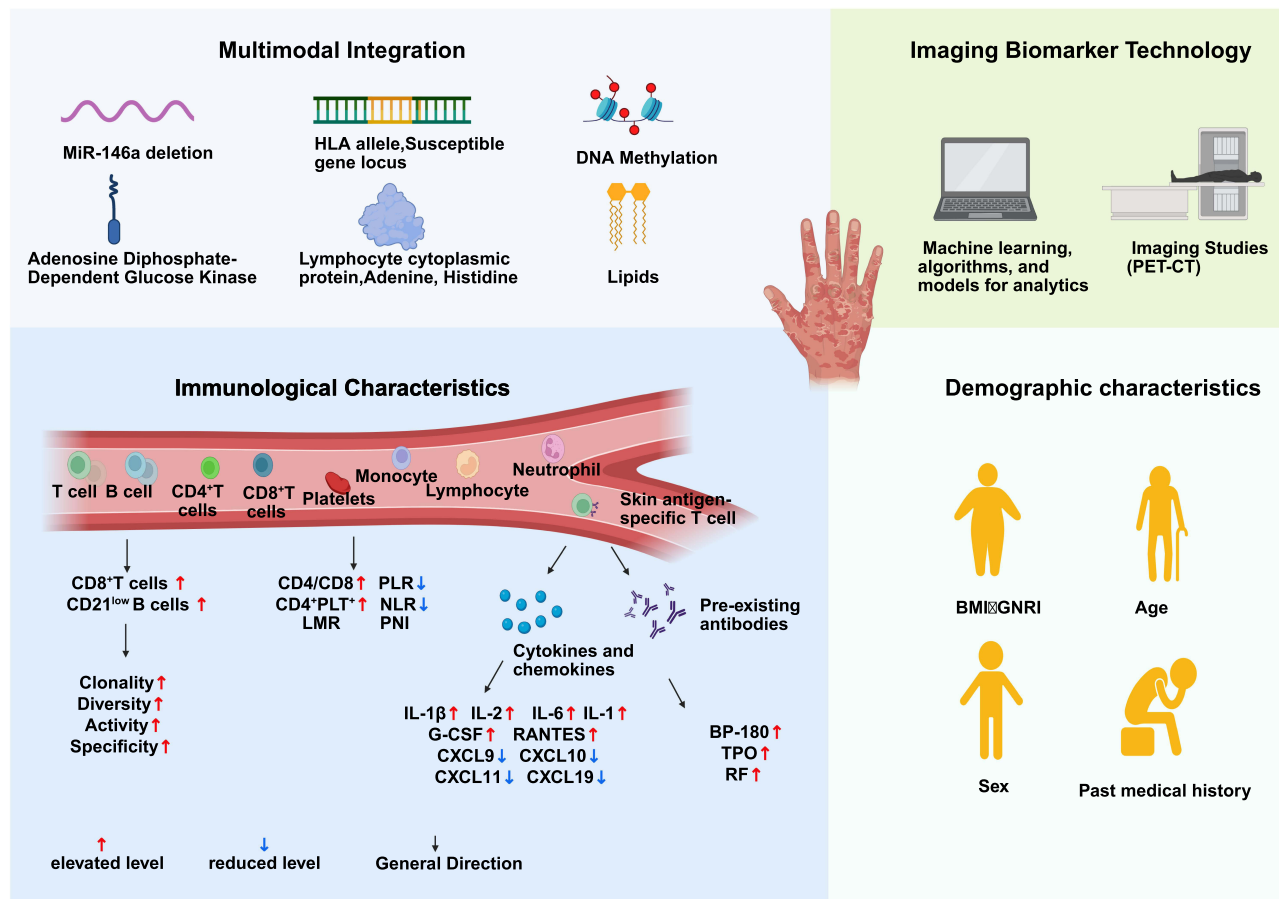 Multimodal Integration
MiR-146a deletion
HLA allele,Susceptible
gene locus
DNA Methylation
Adenosine Diphosphate-
Dependent Glucose Kinase
Lymphocyte cytoplasmic
protein,Adenine, Histidine
Lipids
Imaging Biomarker Technology
Machine learning,
algorithms, and
models for analytics
Imaging Studies
(PET-CT)
Immunological Characteristics
T cell
B cell
CD4⁺T
cells
CD8⁺T
cells
Platelets
Monocyte
Lymphocyte
Neutrophil
Skin antigen-
specific T cell
CD8⁺T cells ↑
CD21ˡᵒʷ B cells ↑
Clonality↑
Diversity↑
Activity↑
Specificity↑
CD4/CD8↑ PLR↓
CD4⁺PLT⁺↑ NLR↓
LMR PNI
Cytokines and
chemokines
Pre-existing
antibodies
IL-1β↑ IL-2↑ IL-6↑ IL-1↑
G-CSF↑ RANTES↑
CXCL9↓ CXCL10↓
CXCL11↓ CXCL19↓
BP-180↑
TPO↑
RF↑
↑
elevated level
↓
reduced level
↓
General Direction
Demographic characteristics
BMI□GNRI
Age
Sex
Past medical history